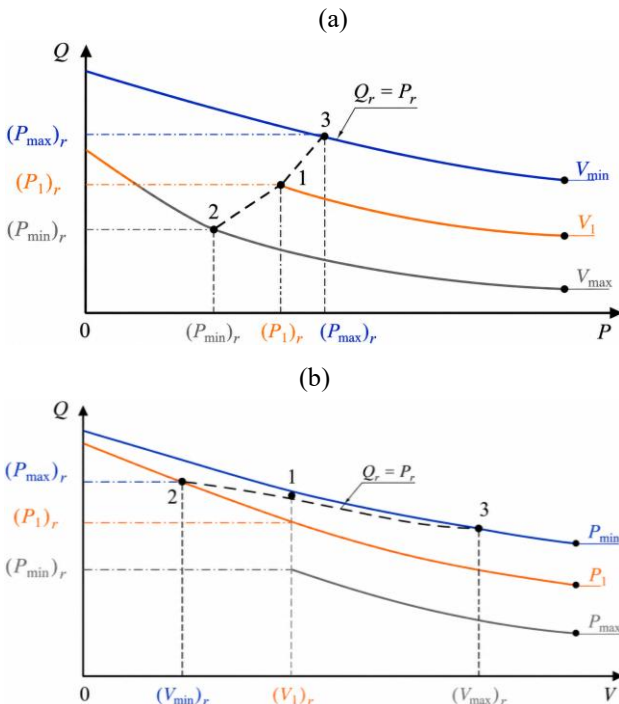 (a)
Q
3
Q_r = P_r
(P_max)_r
V_min
(P_1)_r
1
2
V_1
(P_min)_r
V_max
0
(P_min)_r
(P_1)_r
(P_max)_r
P
(b)
Q
(P_max)_r
2
1
Q_r = P_r
3
(P_1)_r
P_min
(P_min)_r
P_1
P_max
0
(V_min)_r
(V_1)_r
(V_max)_r
V